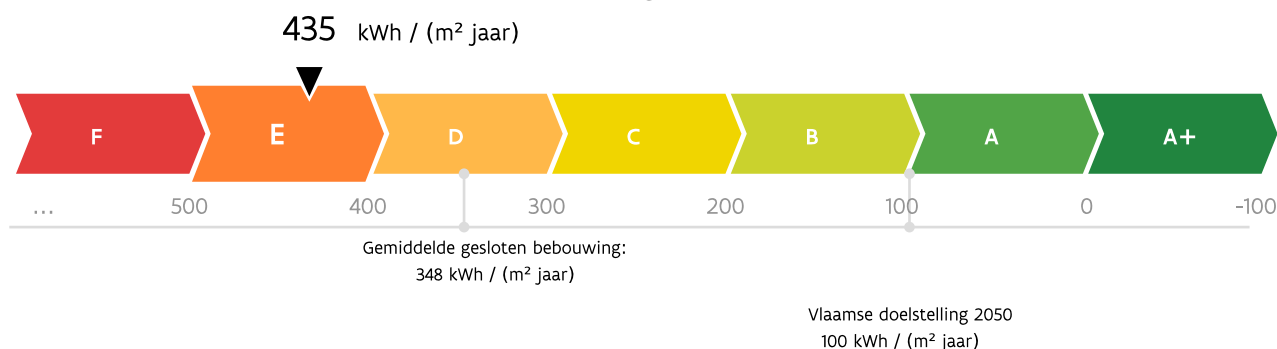 435 kWh / (m² jaar)
F E D C B A A+
... 500 400 300 200 100 0 -100
Gemiddelde gesloten bebouwing:
348 kWh / (m² jaar)
Vlaamse doelstelling 2050
100 kWh / (m² jaar)